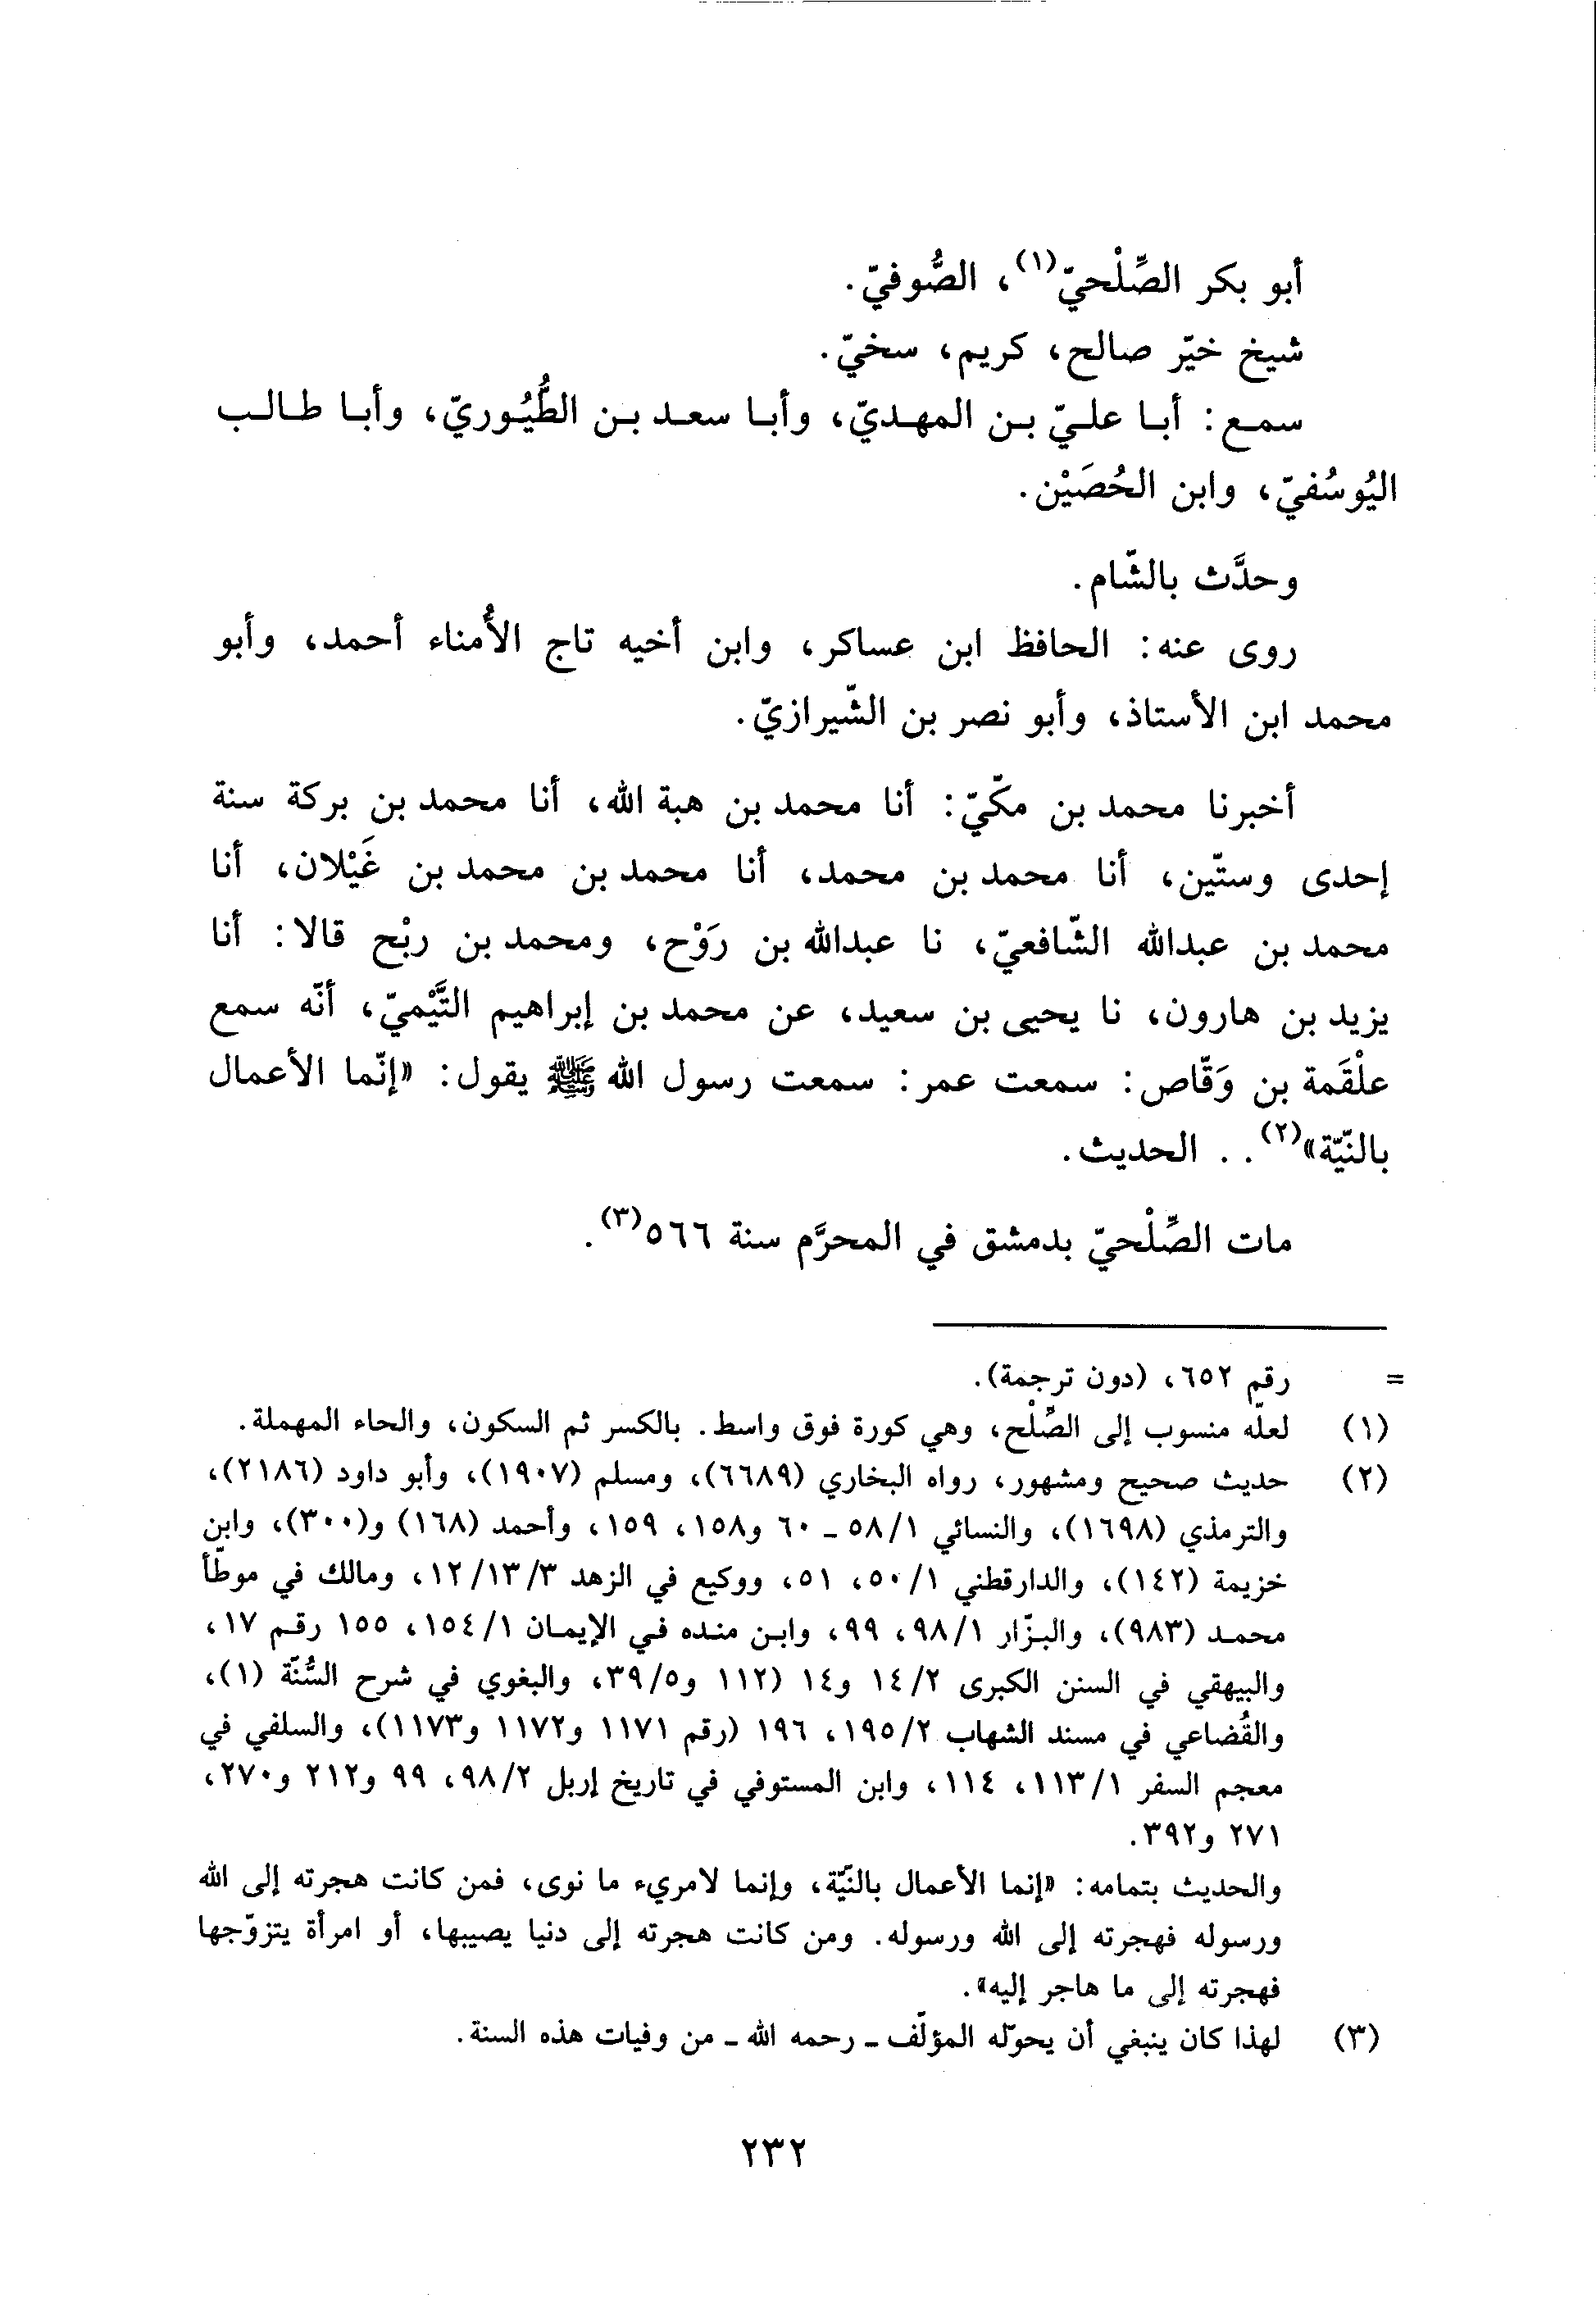 أبو بكر الصِّلْحيّ(١)، الصُّوفيّ.
شيخ خيّر صالح، كريم، سخيّ.
سمع: أبا عليّ بن المهديّ، وأبا سعد بن الطُّيُوريّ، وأبا طالب
اليُوسُفيّ، وابن الحُصَيْن.
وحدَّث بالشّام.
روى عنه: الحافظ ابن عساكر، وابن أخيه تاج الأُمناء أحمد، وأبو
محمد ابن الأستاذ، وأبو نصر بن الشّيرازيّ.
أخبرنا محمد بن مكّيّ: أنا محمد بن هبة الله، أنا محمد بن بركة سنة
إحدى وستّين، أنا محمد بن محمد، أنا محمد بن محمد بن غَيْلان، أنا
محمد بن عبدالله الشّافعيّ، نا عبدالله بن رَوْح، ومحمد بن ربْح قالا: أنا
يزيد بن هارون، نا يحيى بن سعيد، عن محمد بن إبراهيم التَّيْميّ، أنّه سمع
علْقَمة بن وَقّاص: سمعت عمر: سمعت رسول الله ﷺ يقول: «إنّما الأعمال
بالنّيّة»(٢) . . الحديث.
مات الصِّلْحيّ بدمشق في المحرَّم سنة ٥٦٦(٣).
= رقم ٦٥٢، (دون ترجمة).
(١) لعلّه منسوب إلى الصِّلْح، وهي كورة فوق واسط. بالكسر ثم السكون، والحاء المهملة.
(٢) حديث صحيح ومشهور، رواه البخاري (٦٦٨٩)، ومسلم (١٩٠٧)، وأبو داود (٢١٨٦)،
والترمذي (١٦٩٨)، والنسائي ٥٨/١ ـ ٦٠ و١٥٨، ١٥٩، وأحمد (١٦٨) و(٣٠٠)، وابن
خزيمة (١٤٢)، والدارقطني ٥٠/١، ٥١، ووكيع في الزهد ١٢/١٣/٣، ومالك في موطّأ
محمد (٩٨٣)، والبزّار ٩٨/١، ٩٩، وابن منده في الإيمان ١٥٤/١، ١٥٥ رقم ١٧،
والبيهقي في السنن الكبرى ١٤/٢ و١٤ (١١٢ و٣٩/٥، والبغوي في شرح السُّنّة (١)،
والقُضاعي في مسند الشهاب ١٩٥/٢، ١٩٦ (رقم ١١٧١ و١١٧٢ و١١٧٣)، والسلفي في
معجم السفر ١١٣/١، ١١٤، وابن المستوفي في تاريخ إربل ٩٨/٢، ٩٩ و٢١٢ و٢٧٠،
٢٧١ و٣٩٢.
والحديث بتمامه: «إنما الأعمال بالنّيّة، وإنما لامريء ما نوى، فمن كانت هجرته إلى الله
ورسوله فهجرته إلى الله ورسوله. ومن كانت هجرته إلى دنيا يصيبها، أو امرأة يتزوّجها
فهجرته إلى ما هاجر إليه».
(٣) لهذا كان ينبغي أن يحوّله المؤلّف ـ رحمه الله ـ من وفيات هذه السنة.
٢٣٢